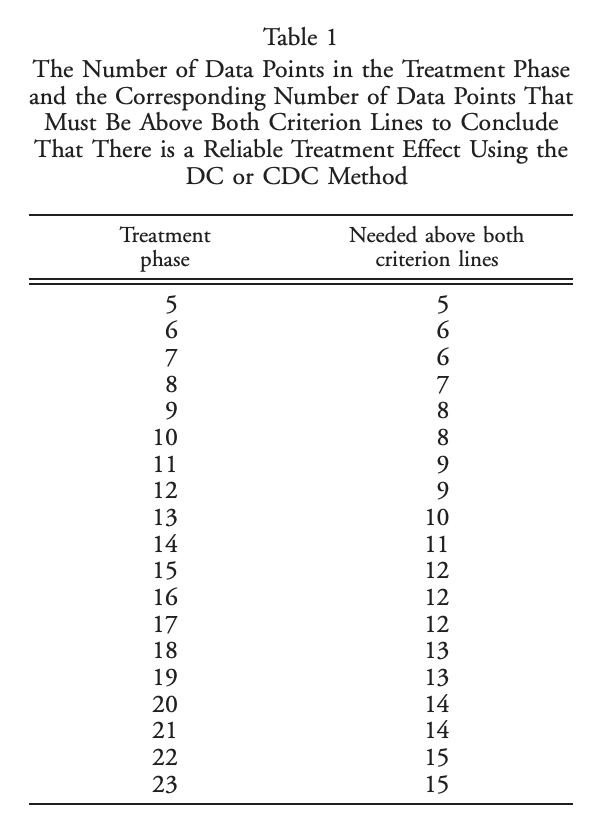 Table 1
The Number of Data Points in the Treatment Phase
and the Corresponding Number of Data Points That
Must Be Above Both Criterion Lines to Conclude
That There is a Reliable Treatment Effect Using the
DC or CDC Method
Treatment phase Needed above both criterion lines
5 5
6 6
7 6
8 7
9 8
10 8
11 9
12 9
13 10
14 11
15 12
16 12
17 12
18 13
19 13
20 14
21 14
22 15
23 15